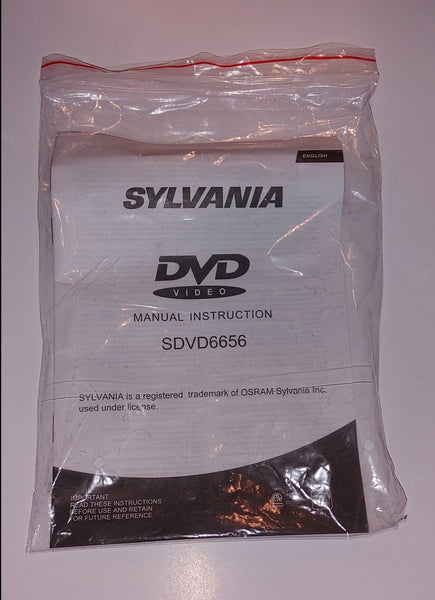 ENGLISH
SYLVANIA
DVD
VIDEO
MANUAL INSTRUCTION
SDVD6656
SYLVANIA is a registered trademark of OSRAM Sylvania Inc.
used under license.
IMPORTANT
READ THESE INSTRUCTIONS
BEFORE USE AND RETAIN
FOR FUTURE REFERENCE.